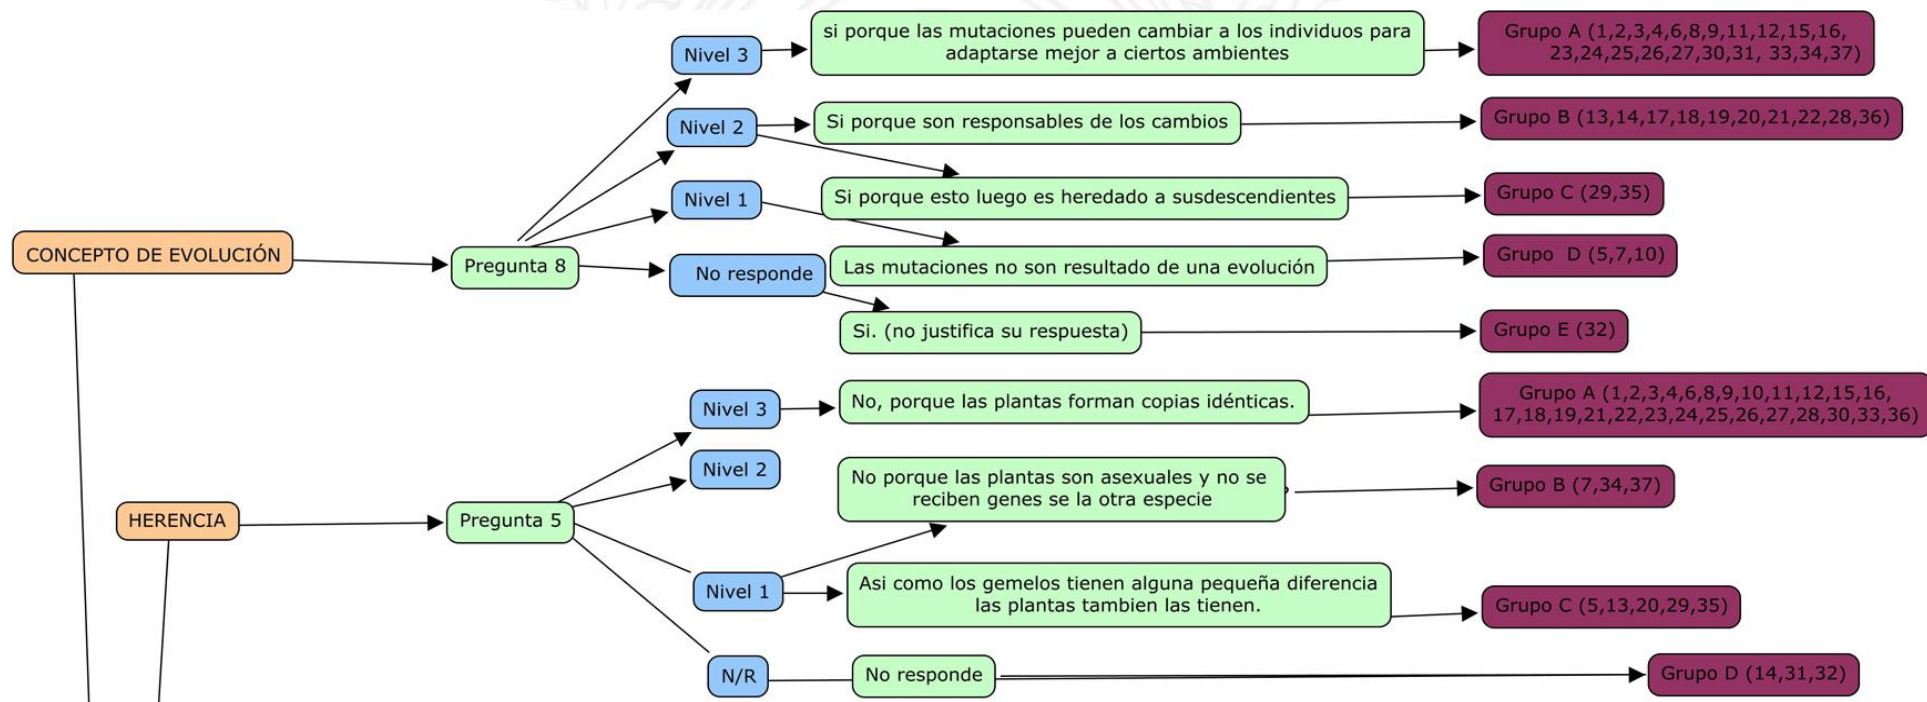 CONCEPTO DE EVOLUCIÓN
Pregunta 8
Nivel 3
si porque las mutaciones pueden cambiar a los individuos para
adaptarse mejor a ciertos ambientes
Grupo A (1,2,3,4,6,8,9,11,12,15,16,
23,24,25,26,27,30,31, 33,34,37)
Nivel 2
Si porque son responsables de los cambios
Grupo B (13,14,17,18,19,20,21,22,28,36)
Si porque esto luego es heredado a susdescendientes
Grupo C (29,35)
Nivel 1
Las mutaciones no son resultado de una evolución
Grupo D (5,7,10)
No responde
Si. (no justifica su respuesta)
Grupo E (32)
HERENCIA
Pregunta 5
Nivel 3
No, porque las plantas forman copias idénticas.
Grupo A (1,2,3,4,6,8,9,10,11,12,15,16,
17,18,19,21,22,23,24,25,26,27,28,30,33,36)
Nivel 2
Nivel 1
No porque las plantas son asexuales y no se
reciben genes se la otra especie
Grupo B (7,34,37)
Asi como los gemelos tienen alguna pequeña diferencia
las plantas tambien las tienen.
Grupo C (5,13,20,29,35)
N/R
No responde
Grupo D (14,31,32)